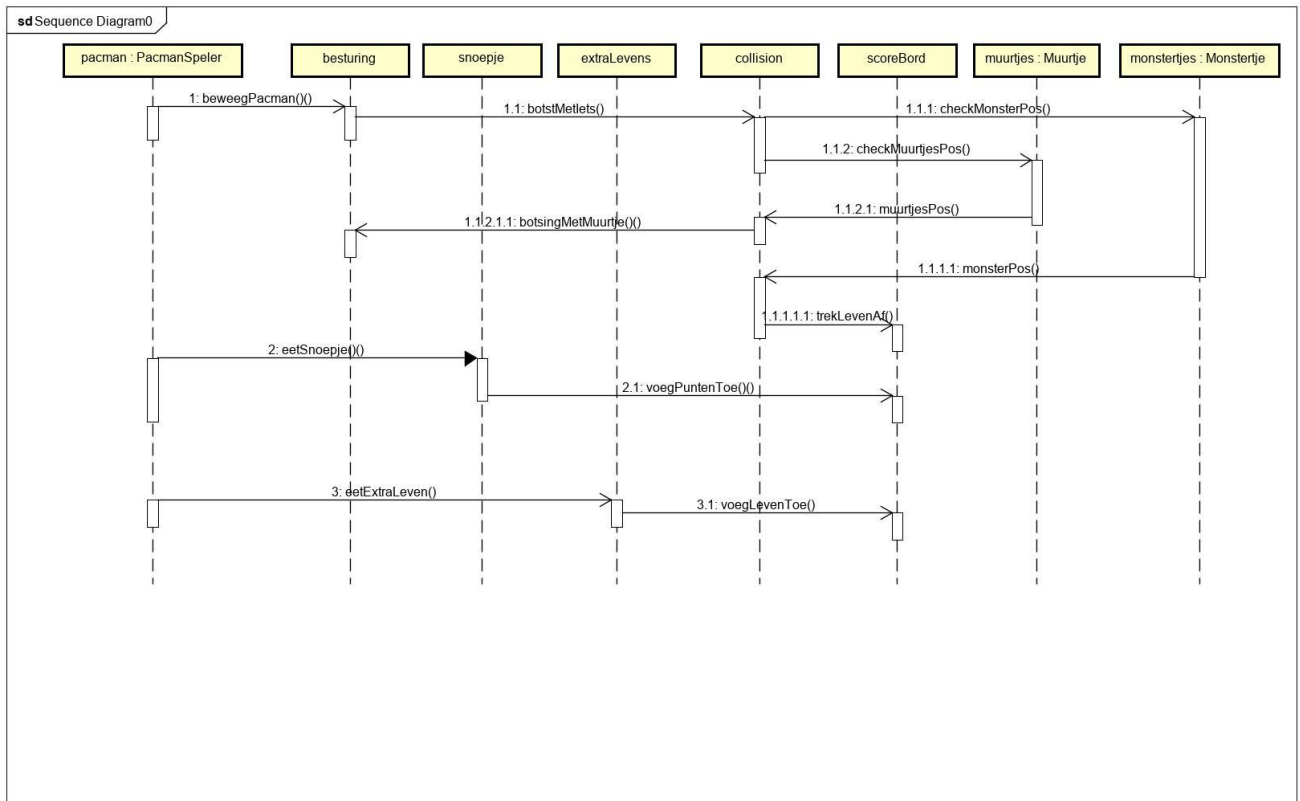 sd Sequence Diagram0
pacman : PacmanSpeler
besturing
snoepje
extraLevens
collision
scoreBord
muurtjes : Muurtje
monstertjes : Monstertje
1: beweegPacman()()
1.1: botstMetIets()
1.1.1: checkMonsterPos()
1.1.2: checkMuurtjesPos()
1.1.2.1: muurtjesPos()
1.1.2.1.1: botsingMetMuurtje()()
1.1.1.1: monsterPos()
1.1.1.1.1: trekLevenAf()
2: eetSnoepje()()
2.1: voegPuntenToe()()
3: eetExtraLeven()
3.1: voegLevenToe()